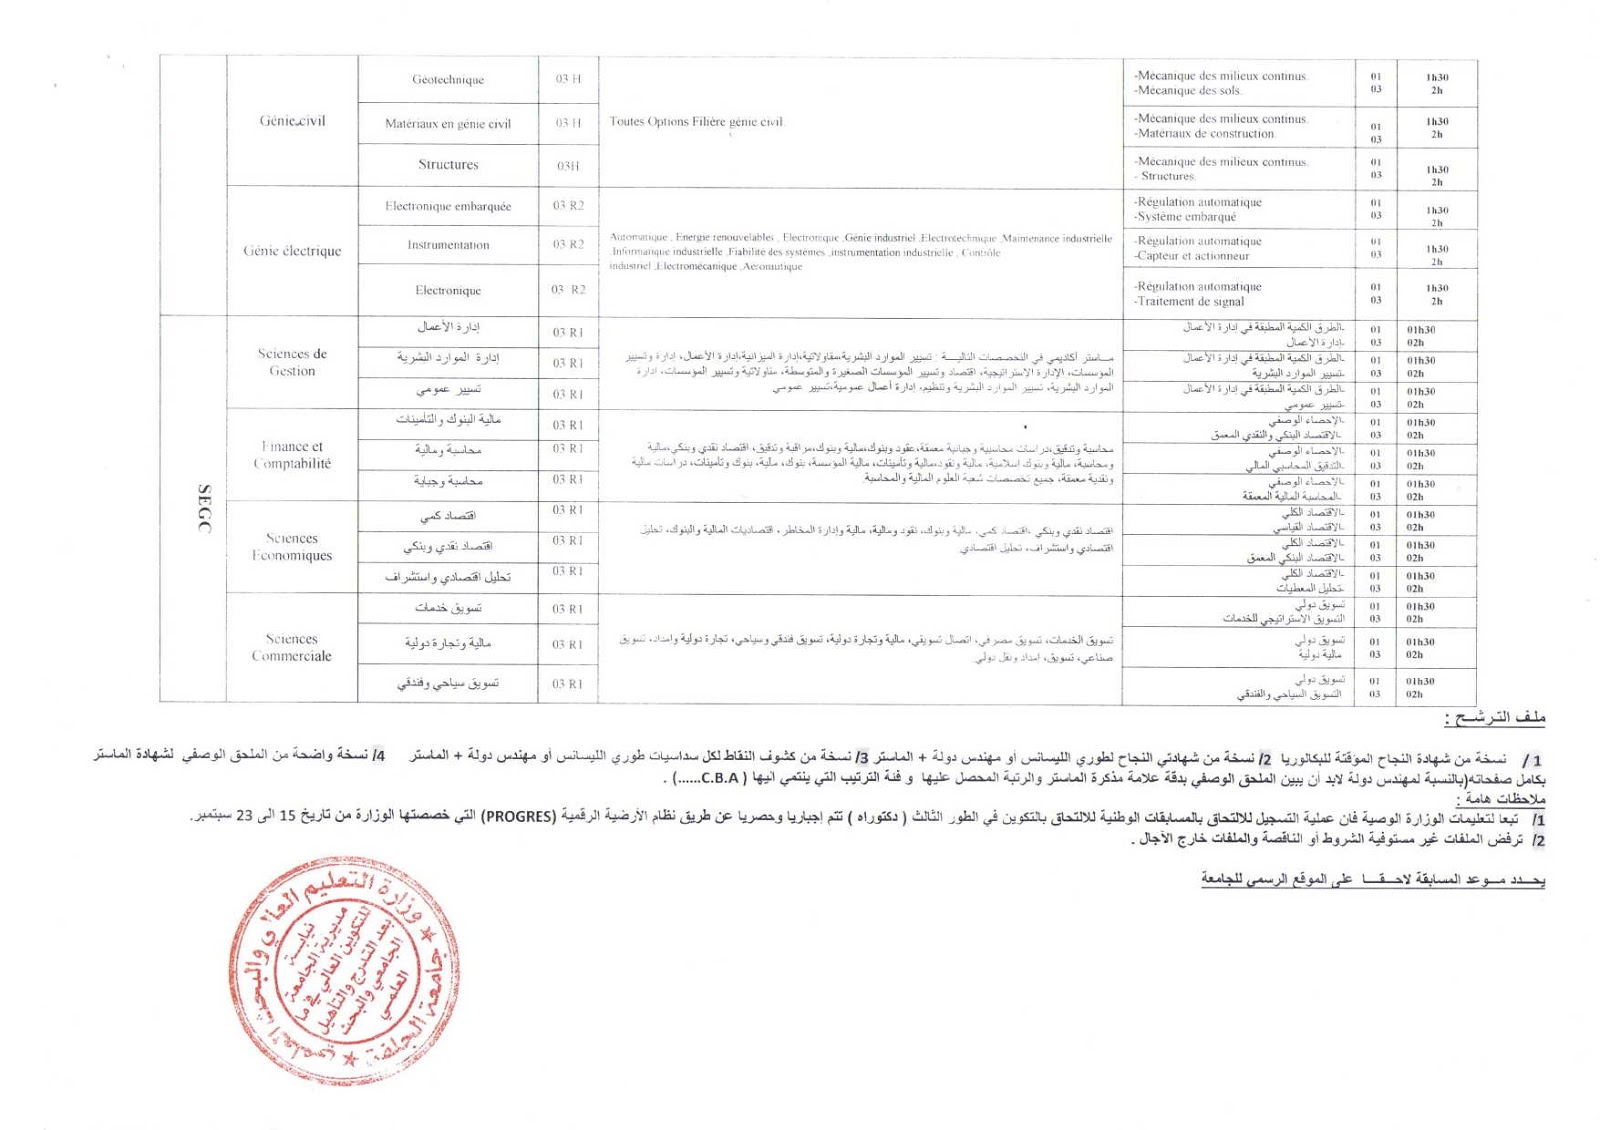 Génie civil
Géotechnique
03 H
Toutes Options Filière génie civil.
-Mécanique des milieux continus.
-Mécanique des sols.
01
03
1h30
2h
Matériaux en génie civil
03 H
-Mécanique des milieux continus.
-Matériaux de construction.
01
03
1h30
2h
Structures
03H
-Mécanique des milieux continus.
- Structures.
01
03
1h30
2h
Génie électrique
Electronique embarquée
03 R2
Automatique , Energie renouvelables , Electronique ,Génie industriel ,Electrotechnique ,Maintenance industrielle
,Informatique industrielle ,Fiabilité des systèmes ,instrumentation industrielle , Contrôle
industriel ,Electromécanique ,Aéronautique
-Régulation automatique
-Système embarqué
01
03
1h30
2h
Instrumentation
03 R2
-Régulation automatique
-Capteur et actionneur
01
03
1h30
2h
Electronique
03 R2
-Régulation automatique
-Traitement de signal
01
03
1h30
2h
SEGC
Sciences de
Gestion
إدارة الأعمال
03 R1
ماستر أكاديمي في التخصصات التالية : تسيير الموارد البشرية،مقاولاتية،إدارة الميزانية،إدارة الأعمال، إدارة وتسيير
المؤسسات، الإدارة الاستراتيجية، اقتصاد وتسيير المؤسسات الصغيرة والمتوسطة، مقاولاتية وتسيير المؤسسات، ادارة
الموارد البشرية، تسيير الموارد البشرية وتنظيم، إدارة أعمال عمومية،تسيير عمومي
-الطرق الكمية المطبقة في إدارة الأعمال
-إدارة الأعمال
01
03
01h30
02h
إدارة الموارد البشرية
03 R1
-الطرق الكمية المطبقة في إدارة الأعمال
-تسيير الموارد البشرية
01
03
01h30
02h
تسيير عمومي
03 R1
-الطرق الكمية المطبقة في إدارة الأعمال
-تسيير عمومي
01
03
01h30
02h
Finance et
Comptabilité
مالية البنوك والتأمينات
03 R1
محاسبة وتدقيق،دراسات محاسبية وجبائية معمقة،عقود وبنوك،مالية وبنوك،مراقبة وتدقيق، اقتصاد نقدي وبنكي،مالية
ومحاسبة، مالية وبنوك إسلامية، مالية ونقود،مالية وتأمينات، مالية المؤسسة، بنوك، مالية، بنوك وتأمينات، دراسات مالية
ونقدية معمقة، جميع تخصصات شعبة العلوم المالية والمحاسبة.
-الإحصاء الوصفي
-الاقتصاد البنكي والنقدي المعمق
01
03
01h30
02h
محاسبة ومالية
03 R1
-الإحصاء الوصفي
-التدقيق المحاسبي المالي
01
03
01h30
02h
محاسبة وجباية
03 R1
-الإحصاء الوصفي
-المحاسبة المالية المعمقة
01
03
01h30
02h
Sciences
Economiques
اقتصاد كمي
03 R1
اقتصاد نقدي وبنكي ،اقتصاد كمي، مالية وبنوك، نقود ومالية، مالية وإدارة المخاطر ، اقتصاديات المالية والبنوك، تحليل
اقتصادي واستشراف، تحليل اقتصادي.
-الاقتصاد الكلي
-الاقتصاد القياسي
01
03
01h30
02h
اقتصاد نقدي وبنكي
03 R1
-الاقتصاد الكلي
-الاقتصاد البنكي المعمق
01
03
01h30
02h
تحليل اقتصادي واستشراف
03 R1
-الاقتصاد الكلي
-تحليل المعطيات
01
03
01h30
02h
Sciences
Commerciale
تسويق خدمات
03 R1
تسويق الخدمات، تسويق مصرفي، اتصال تسويقي، مالية وتجارة دولية، تسويق فندقي وسياحي، تجارة دولية وامداد، تسويق
صناعي، تسويق، امداد ونقل دولي.
تسويق دولي
التسويق الاستراتيجي للخدمات
01
03
01h30
02h
مالية وتجارة دولية
03 R1
تسويق دولي
مالية دولية
01
03
01h30
02h
تسويق سياحي وفندقي
03 R1
تسويق دولي
التسويق السياحي والفندقي
01
03
01h30
02h
ملف الترشــح :
1/ نسخة من شهادة النجاح المؤقتة للبكالوريا 2/ نسخة من شهادتي النجاح لطوري الليسانس أو مهندس دولة + الماستر 3/ نسخة من كشوف النقاط لكل سداسيات طوري الليسانس أو مهندس دولة + الماستر 4/ نسخة واضحة من الملحق الوصفي لشهادة الماستر
بكامل صفحاته(بالنسبة لمهندس دولة لابد أن يبين الملحق الوصفي بدقة علامة مذكرة الماستر والرتبة المحصل عليها و فئة الترتيب التي ينتمي اليها ( C.B.A......) .
ملاحظات هامة :
1/ تبعا لتعليمات الوزارة الوصية فان عملية التسجيل للالتحاق بالمسابقات الوطنية للالتحاق بالتكوين في الطور الثالث ( دكتوراه ) تتم إجباريا وحصريا عن طريق نظام الأرضية الرقمية (PROGRES) التي خصصتها الوزارة من تاريخ 15 الى 23 سبتمبر.
2/ ترفض الملفات غير مستوفية الشروط أو الناقصة والملفات خارج الآجال .
يحدد موعد المسابقة لاحقا على الموقع الرسمي للجامعة
وزارة التعليم العالي والبحث العلمي
جامعة الجلفة
نيابة
مديرية الجامعة
للتكوين العالي في ما
بعد التدرج والتأهيل
الجامعي والبحث
العلمي